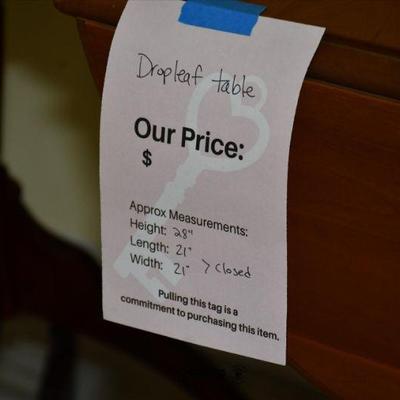 Dropleaf table
Our Price:
$
Approx Measurements:
Height: 28"
Length: 21"
Width: 21" > Closed
Pulling this tag is a
commitment to purchasing this item.